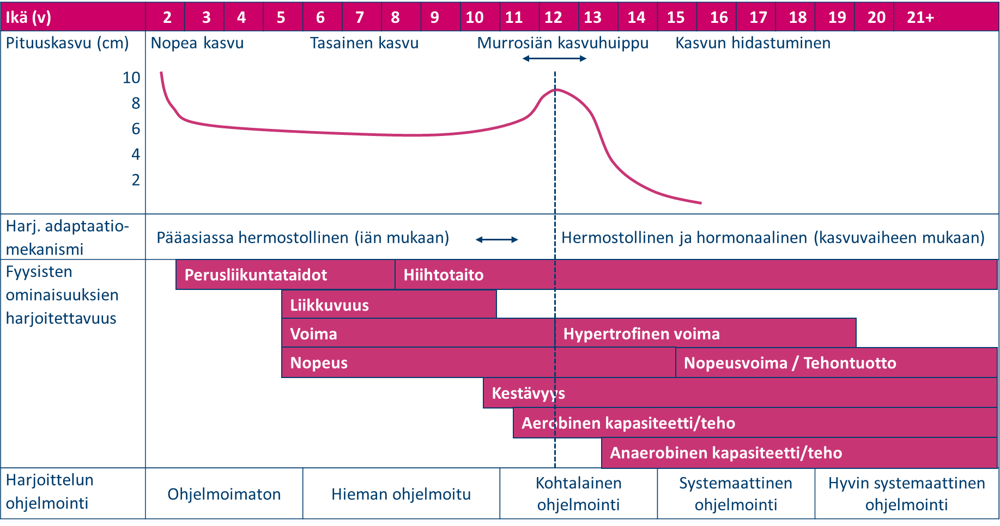 Ikä (v) 2 3 4 5 6 7 8 9 10 11 12 13 14 15 16 17 18 19 20 21+
Pituuskasvu (cm) Nopea kasvu Tasainen kasvu Murrosiän kasvuhuippu Kasvun hidastuminen
10
8
6
4
2
Harj. adaptaatio-
mekanismi
Pääasiassa hermostollinen (iän mukaan) Hermostollinen ja hormonaalinen (kasvuvaiheen mukaan)
Fyysisten
ominaisuuksien
harjoitettavuus
Perusliikuntataidot Hiihtotaito
Liikkuvuus
Voima Hypertrofinen voima
Nopeus Nopeusvoima / Tehontuotto
Kestävyys
Aerobinen kapasiteetti/teho
Anaerobinen kapasiteetti/teho
Harjoittelun
ohjelmointi
Ohjelmoimaton
Hieman ohjelmoitu
Kohtalainen
ohjelmointi
Systemaattinen
ohjelmointi
Hyvin systemaattinen
ohjelmointi